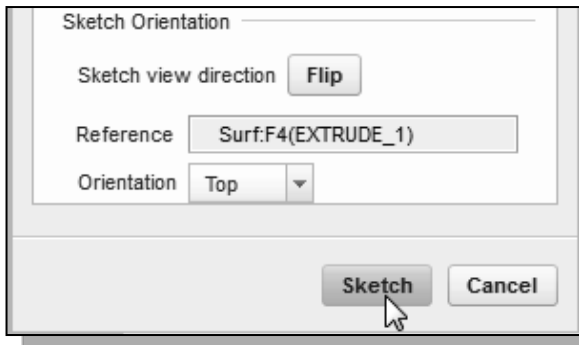 Sketch Orientation
Sketch view direction Flip
Reference Surf:F4(EXTRUDE_1)
Orientation Top
Sketch Cancel